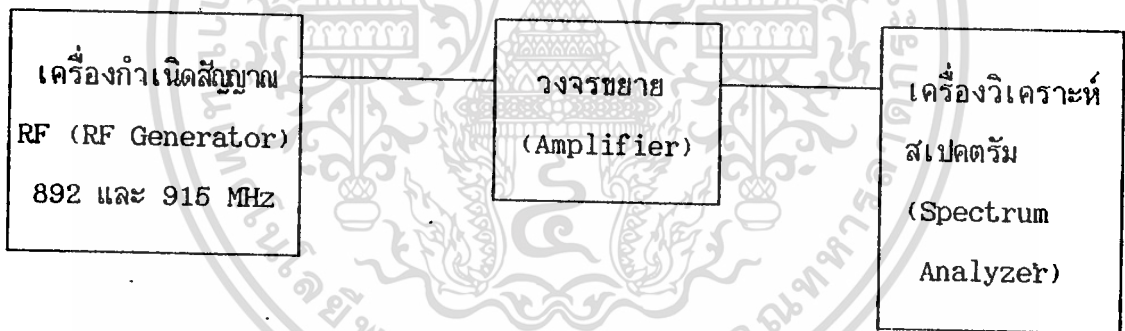 เครื่องกำเนิดสัญญาณ
RF (RF Generator)
892 และ 915 MHz
วงจรขยาย
(Amplifier)
เครื่องวิเคราะห์
สเปคตรัม
(Spectrum
Analyzer)